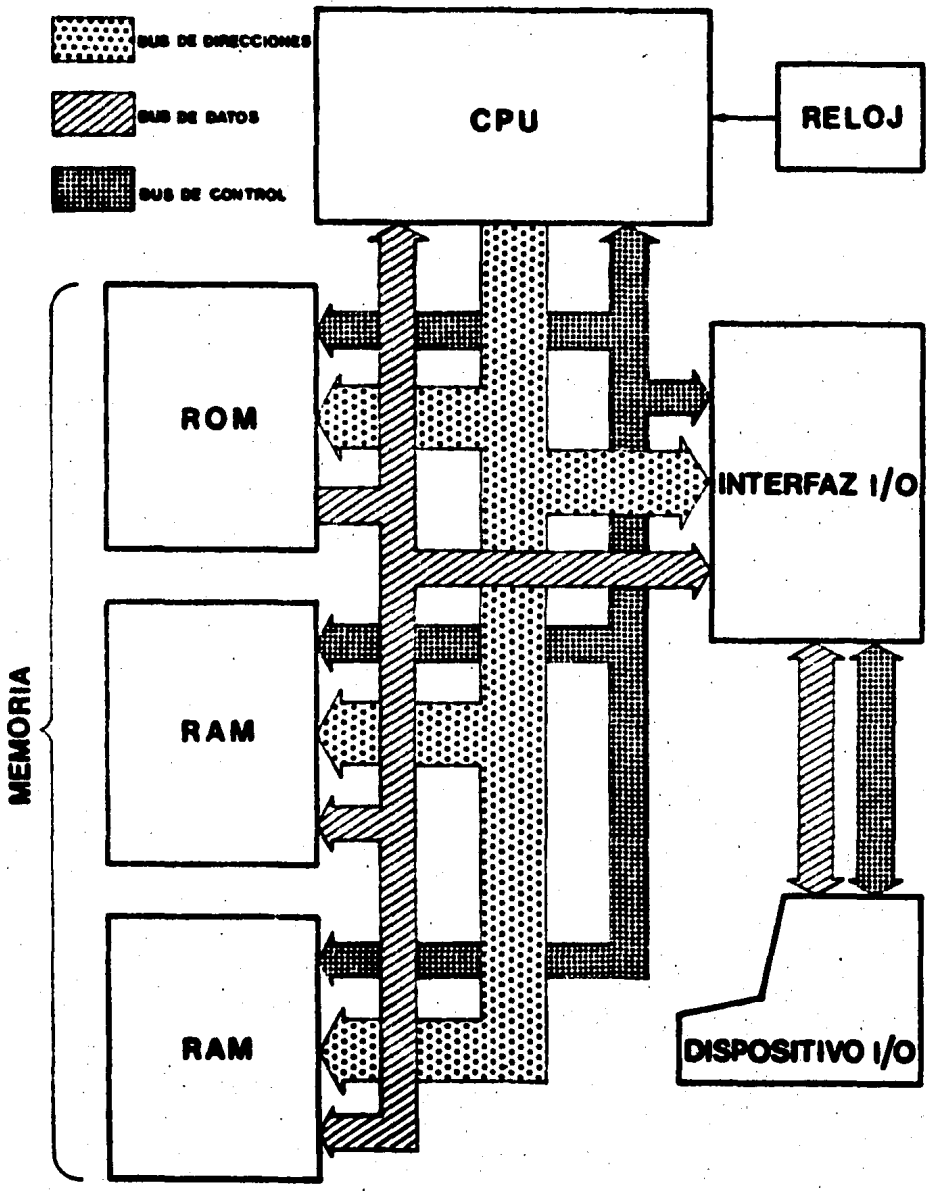 BUS DE DIRECCIONES
BUS DE DATOS
BUS DE CONTROL
CPU
RELOJ
ROM
INTERFAZ I/O
RAM
MEMORIA
RAM
DISPOSITIVO I/O